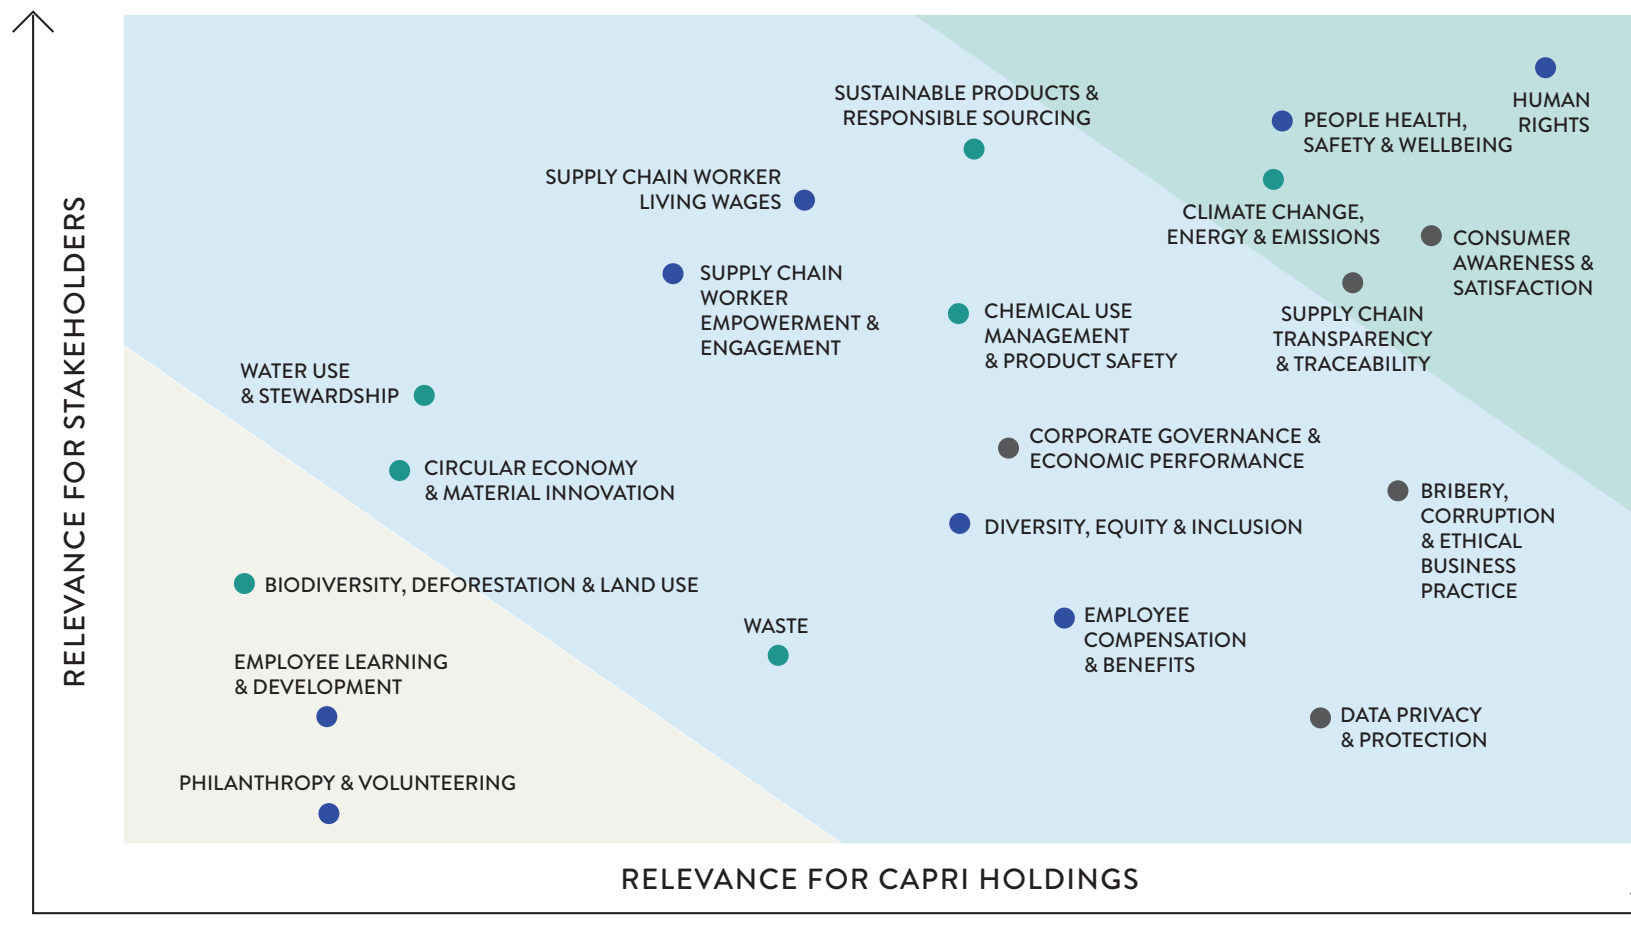 SUSTAINABLE PRODUCTS &
RESPONSIBLE SOURCING
HUMAN
RIGHTS
PEOPLE HEALTH,
SAFETY & WELLBEING
SUPPLY CHAIN WORKER
LIVING WAGES
CLIMATE CHANGE,
ENERGY & EMISSIONS
CONSUMER
AWARENESS &
SATISFACTION
SUPPLY CHAIN
WORKER
EMPOWERMENT &
ENGAGEMENT
CHEMICAL USE
MANAGEMENT
& PRODUCT SAFETY
SUPPLY CHAIN
TRANSPARENCY
& TRACEABILITY
WATER USE
& STEWARDSHIP
CORPORATE GOVERNANCE &
ECONOMIC PERFORMANCE
CIRCULAR ECONOMY
& MATERIAL INNOVATION
BRIBERY,
CORRUPTION
& ETHICAL
BUSINESS
PRACTICE
DIVERSITY, EQUITY & INCLUSION
BIODIVERSITY, DEFORESTATION & LAND USE
WASTE
EMPLOYEE
COMPENSATION
& BENEFITS
EMPLOYEE LEARNING
& DEVELOPMENT
DATA PRIVACY
& PROTECTION
PHILANTHROPY & VOLUNTEERING
RELEVANCE FOR STAKEHOLDERS
RELEVANCE FOR CAPRI HOLDINGS